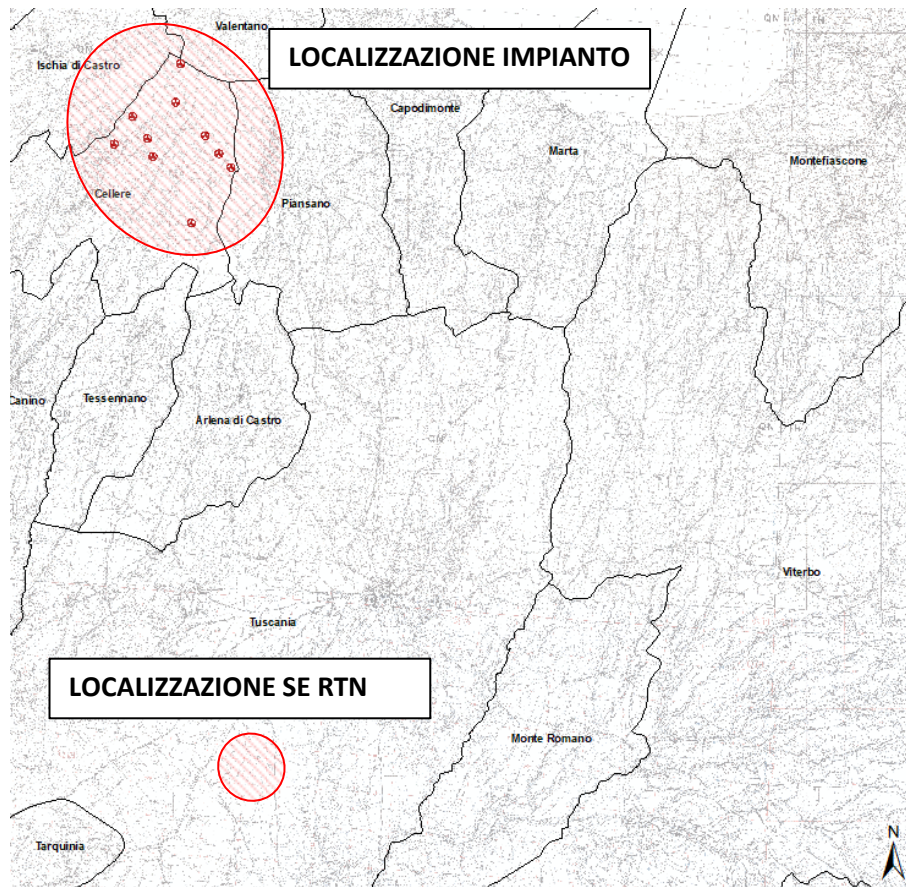 Valentano
LOCALIZZAZIONE IMPIANTO
Ischia di Castro
Capodimonte
Marta
Montefiascone
Cellere
Piansano
Canino
Tessennano
Arlena di Castro
Viterbo
Tuscania
LOCALIZZAZIONE SE RTN
Monte Romano
Tarquinia
N